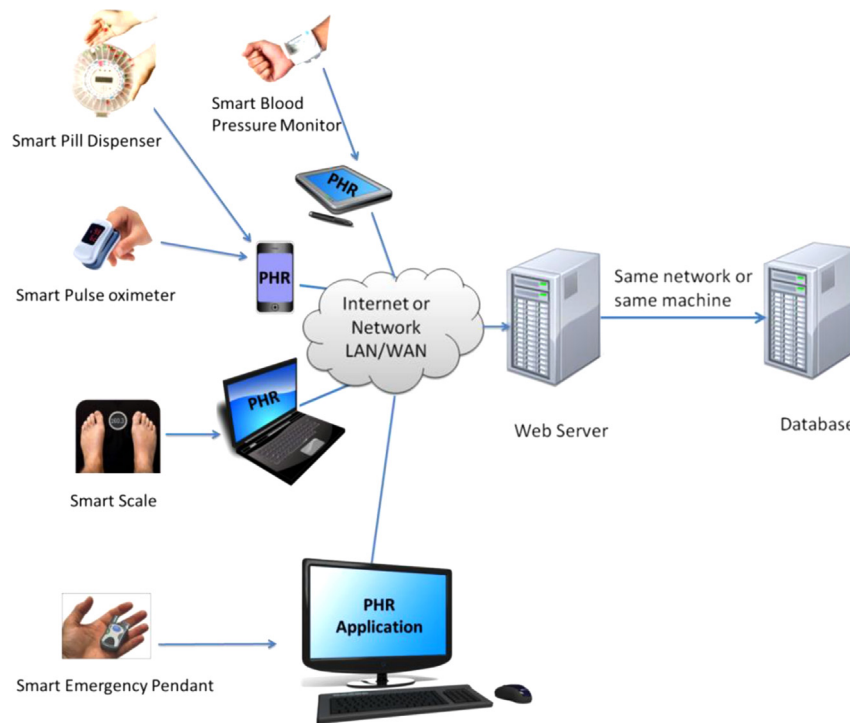 Smart Pill Dispenser
Smart Blood
Pressure Monitor
PHR
Smart Pulse oximeter
PHR
Internet or
Network
LAN/WAN
Same network or
same machine
PHR
Web Server
Database
Smart Scale
PHR
Application
Smart Emergency Pendant